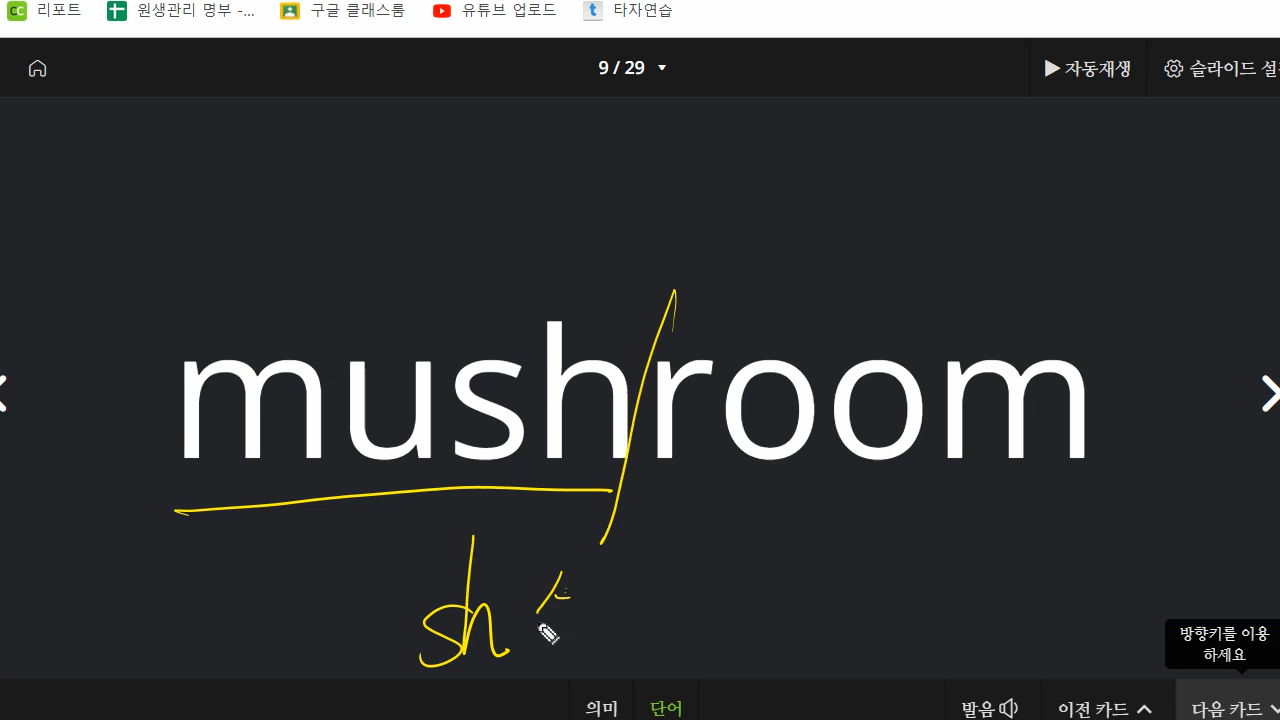 CC 리포트 원생관리 명부 -... 구글 클래스룸 유튜브 업로드 t 타자연습
9 / 29 자동재생 슬라이드 설
mushroom
sh
방향키를 이용
하세요
의미 단어 발음 이전 카드 다음 카드